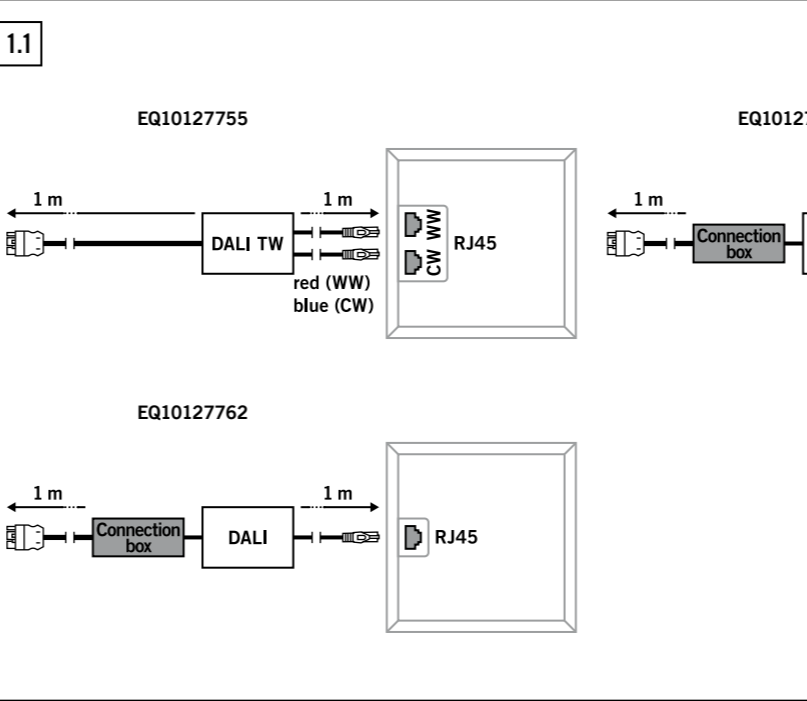 1.1
EQ10127755
1 m
DALI TW
1 m
WW
CW
RJ45
red (WW)
blue (CW)
1 m
Connection
box
EQ10127762
1 m
Connection
box
DALI
1 m
RJ45